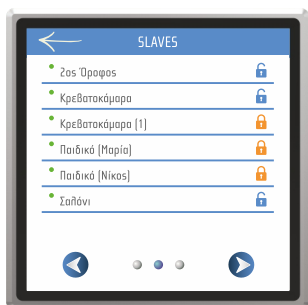 SLAVES
2ος Όροφος
Κρεβατοκάμαρα
Κρεβατοκάμαρα (1)
Παιδικό (Μαρία)
Παιδικό (Νίκος)
Σαλόνι